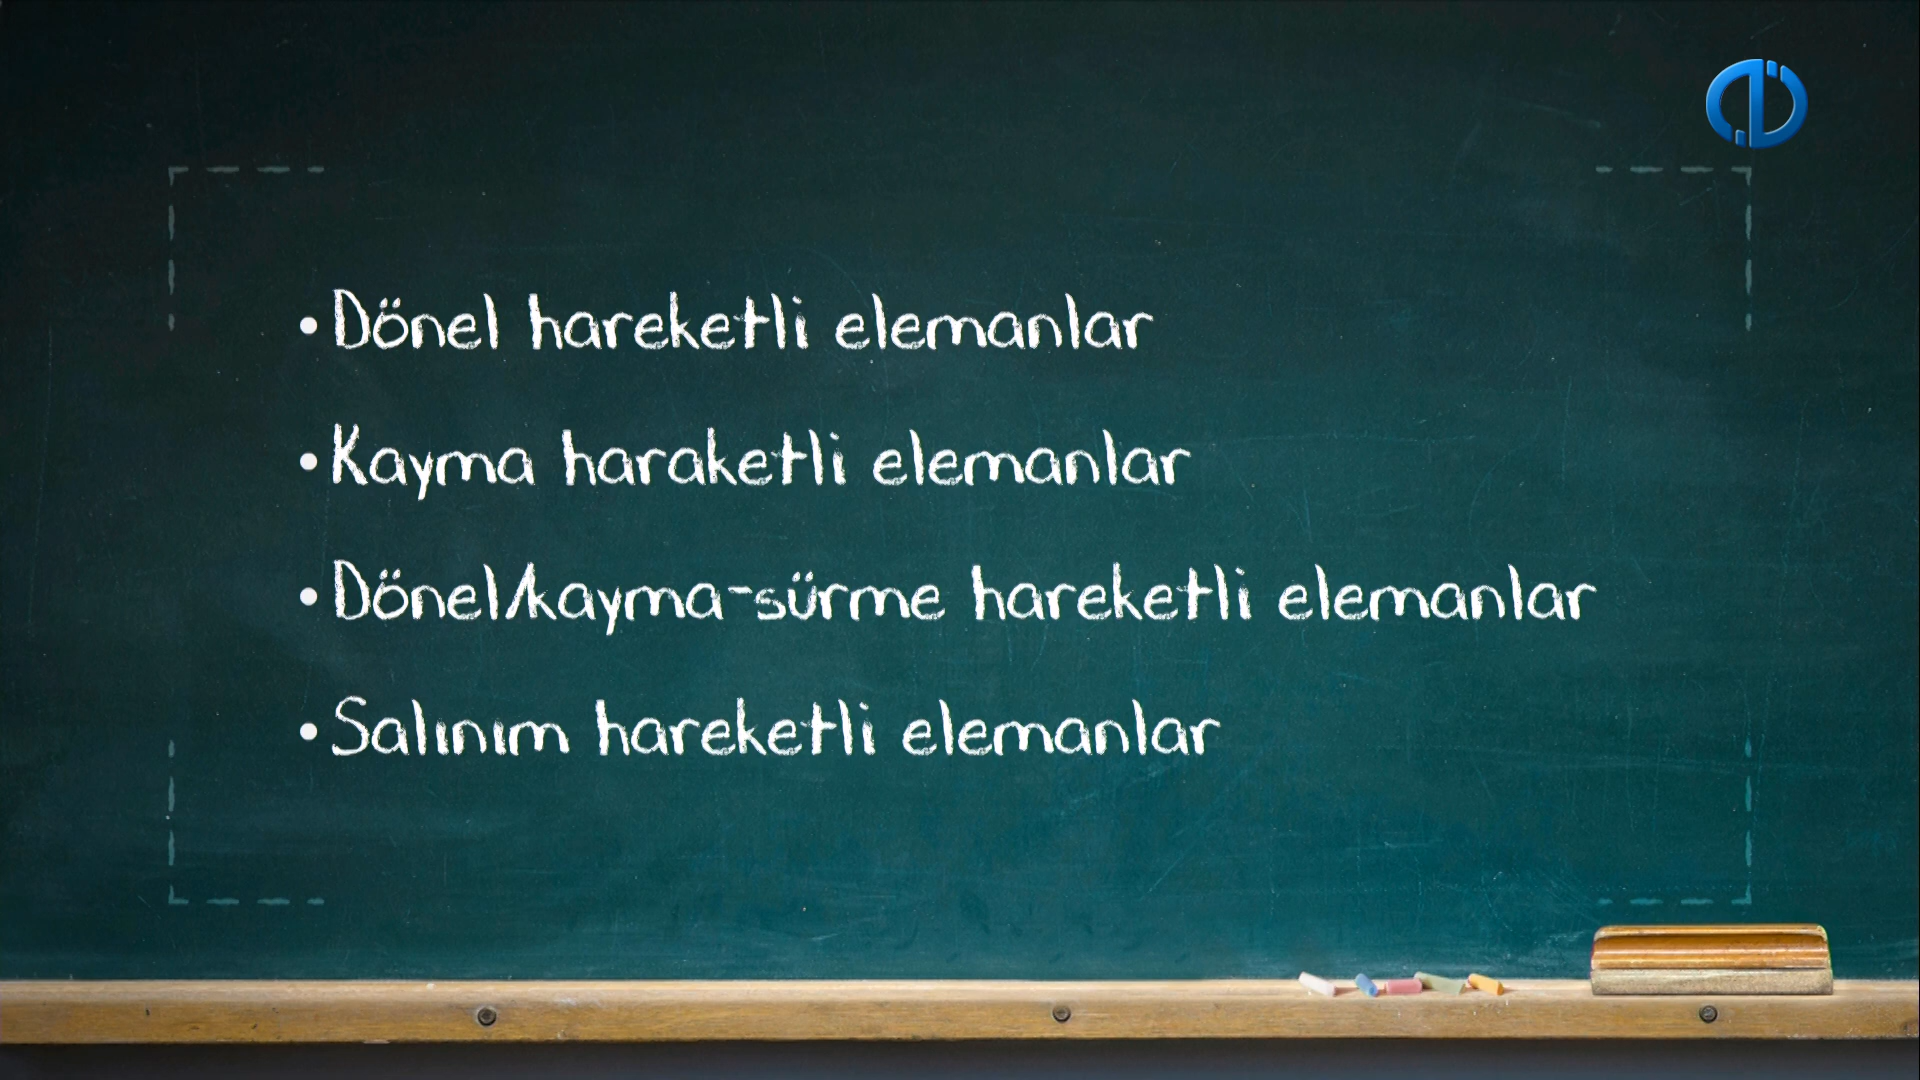 • Dönel hareketli elemanlar
• Kayma haraketli elemanlar
• Dönel/kayma-sürme hareketli elemanlar
• Salınım hareketli elemanlar